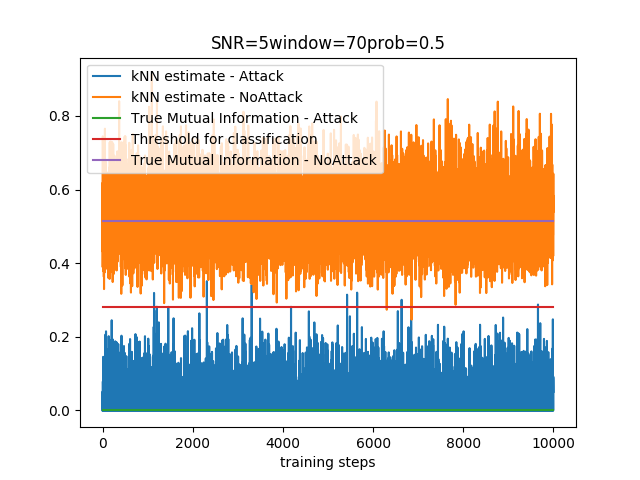 SNR=5window=70prob=0.5
kNN estimate - Attack
kNN estimate - NoAttack
True Mutual Information - Attack
Threshold for classification
True Mutual Information - NoAttack
0.8
0.6
0.4
0.2
0.0
0 2000 4000 6000 8000 10000
training steps